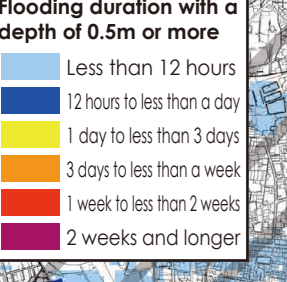 Flooding duration with a
depth of 0.5m or more
Less than 12 hours
12 hours to less than a day
1 day to less than 3 days
3 days to less than a week
1 week to less than 2 weeks
2 weeks and longer